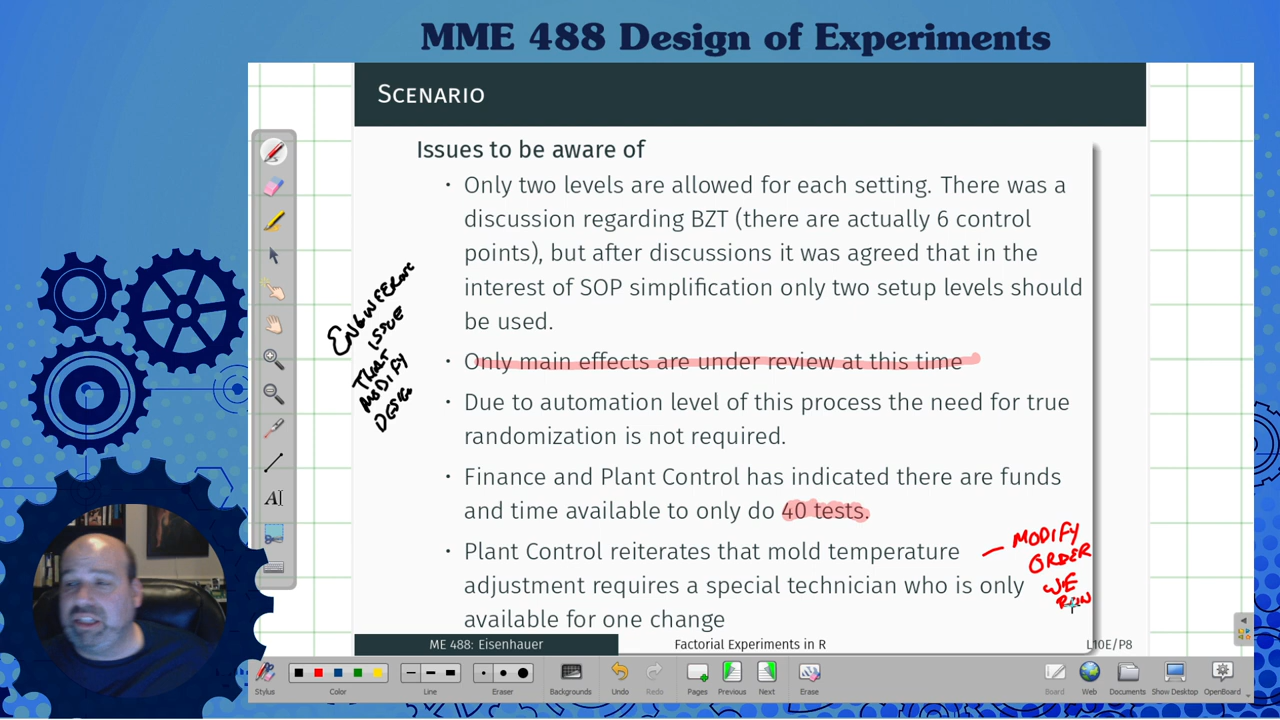 MME 488 Design of Experiments
SCENARIO
Issues to be aware of
· Only two levels are allowed for each setting. There was a
discussion regarding BZT (there are actually 6 control
points), but after discussions it was agreed that in the
interest of SOP simplification only two setup levels should
be used.
ENGINEERING
ISSUE
THAT
MODIFY
DESIGN
· Only main effects are under review at this time
· Due to automation level of this process the need for true
randomization is not required.
· Finance and Plant Control has indicated there are funds
and time available to only do 40 tests.
· Plant Control reiterates that mold temperature
adjustment requires a special technician who is only
available for one change
— MODIFY
ORDER
WE
RUN
ME 488: Eisenhauer Factorial Experiments in R L10E/P8
AI
Stylus Color Line Eraser Backgrounds Undo Redo Pages Previous Next Erase Board Web Documents Show Desktop OpenBoard